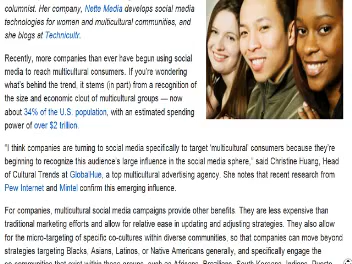 columnist. Her company, Nette Media develops social media
technologies for women and multicultural communities, and
she blogs at Technicultr.
Recently, more companies than ever have begun using social
media to reach multicultural consumers. If you're wondering
what's behind the trend, it stems (in part) from a recognition of
the size and economic clout of multicultural groups — now
about 34% of the U.S. population, with an estimated spending
power of over $2 trillion.
"I think companies are turning to social media specifically to target 'multicultural' consumers because they're
beginning to recognize this audience's large influence in the social media sphere," said Christine Huang, Head
of Cultural Trends at GlobalHue, a top multicultural advertising agency. She notes that recent research from
Pew Internet and Mintel confirm this emerging influence.
For companies, multicultural social media campaigns provide other benefits. They are less expensive than
traditional marketing efforts and allow for relative ease in updating and adjusting strategies. They also allow
for the micro-targeting of specific co-cultures within diverse communities, so that companies can move beyond
strategies targeting Blacks, Asians, Latinos, or Native Americans generally, and specifically engage the